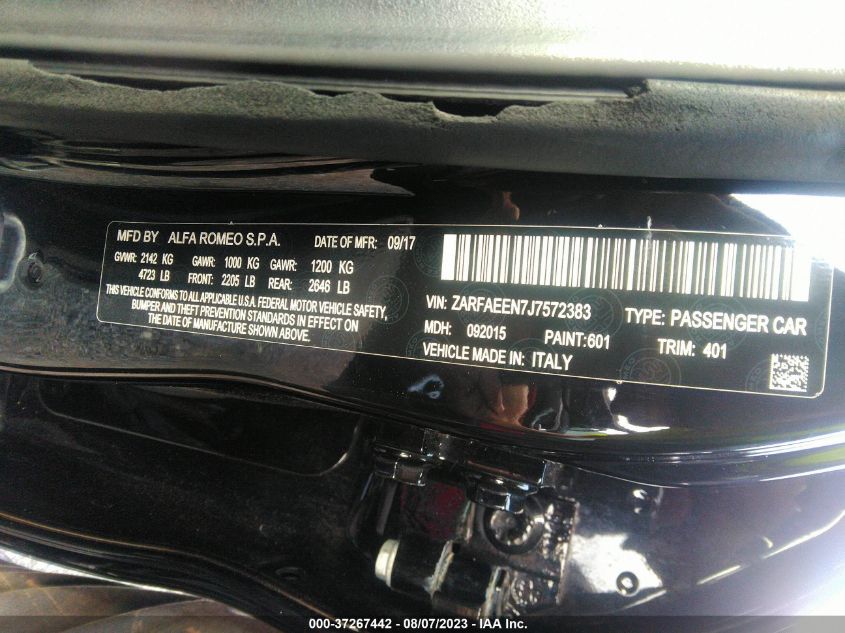 MFD BY ALFA ROMEO S.P.A. DATE OF MFR: 09/17
GVWR: 2142 KG GAWR: 1000 KG GAWR: 1200 KG
4723 LB FRONT: 2205 LB REAR: 2646 LB
THIS VEHICLE CONFORMS TO ALL APPLICABLE U.S.A. FEDERAL MOTOR VEHICLE SAFETY,
BUMPER AND THEFT PREVENTION STANDARDS IN EFFECT ON
THE DATE OF MANUFACTURE SHOWN ABOVE.
VIN: ZARFAEEN7J7572383 TYPE: PASSENGER CAR
MDH: 092015 PAINT:601 TRIM: 401
VEHICLE MADE IN: ITALY
000-37267442 - 08/07/2023 - IAA Inc.